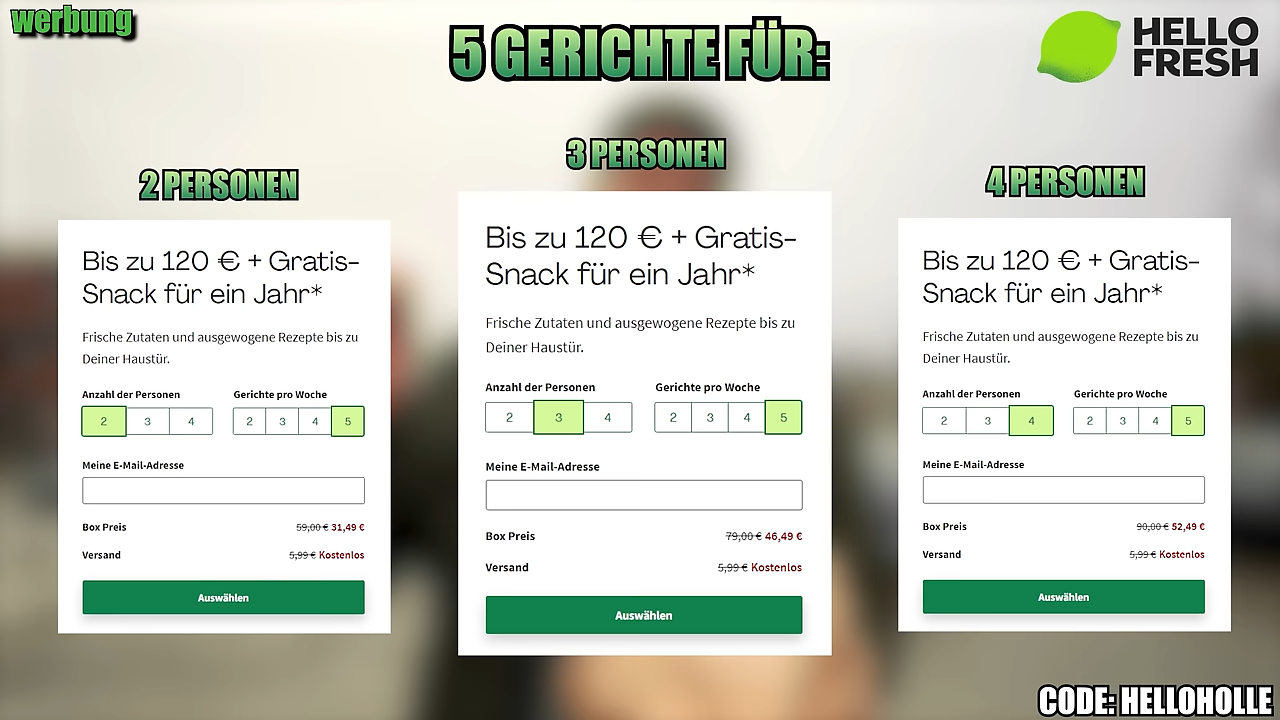 werbung
5 GERICHTE FÜR:
HELLO
FRESH
2 PERSONEN
Bis zu 120 € + Gratis-
Snack für ein Jahr*
Frische Zutaten und ausgewogene Rezepte bis zu
Deiner Haustür.
Anzahl der Personen Gerichte pro Woche
2 3 4 2 3 4 5
Meine E-Mail-Adresse
Box Preis 59,00 € 31,49 €
Versand 5,99 € Kostenlos
Auswählen
3 PERSONEN
Bis zu 120 € + Gratis-
Snack für ein Jahr*
Frische Zutaten und ausgewogene Rezepte bis zu
Deiner Haustür.
Anzahl der Personen Gerichte pro Woche
2 3 4 2 3 4 5
Meine E-Mail-Adresse
Box Preis 79,00 € 46,49 €
Versand 5,99 € Kostenlos
Auswählen
4 PERSONEN
Bis zu 120 € + Gratis-
Snack für ein Jahr*
Frische Zutaten und ausgewogene Rezepte bis zu
Deiner Haustür.
Anzahl der Personen Gerichte pro Woche
2 3 4 2 3 4 5
Meine E-Mail-Adresse
Box Preis 90,00 € 52,49 €
Versand 5,99 € Kostenlos
Auswählen
CODE: HELLOHOLLE